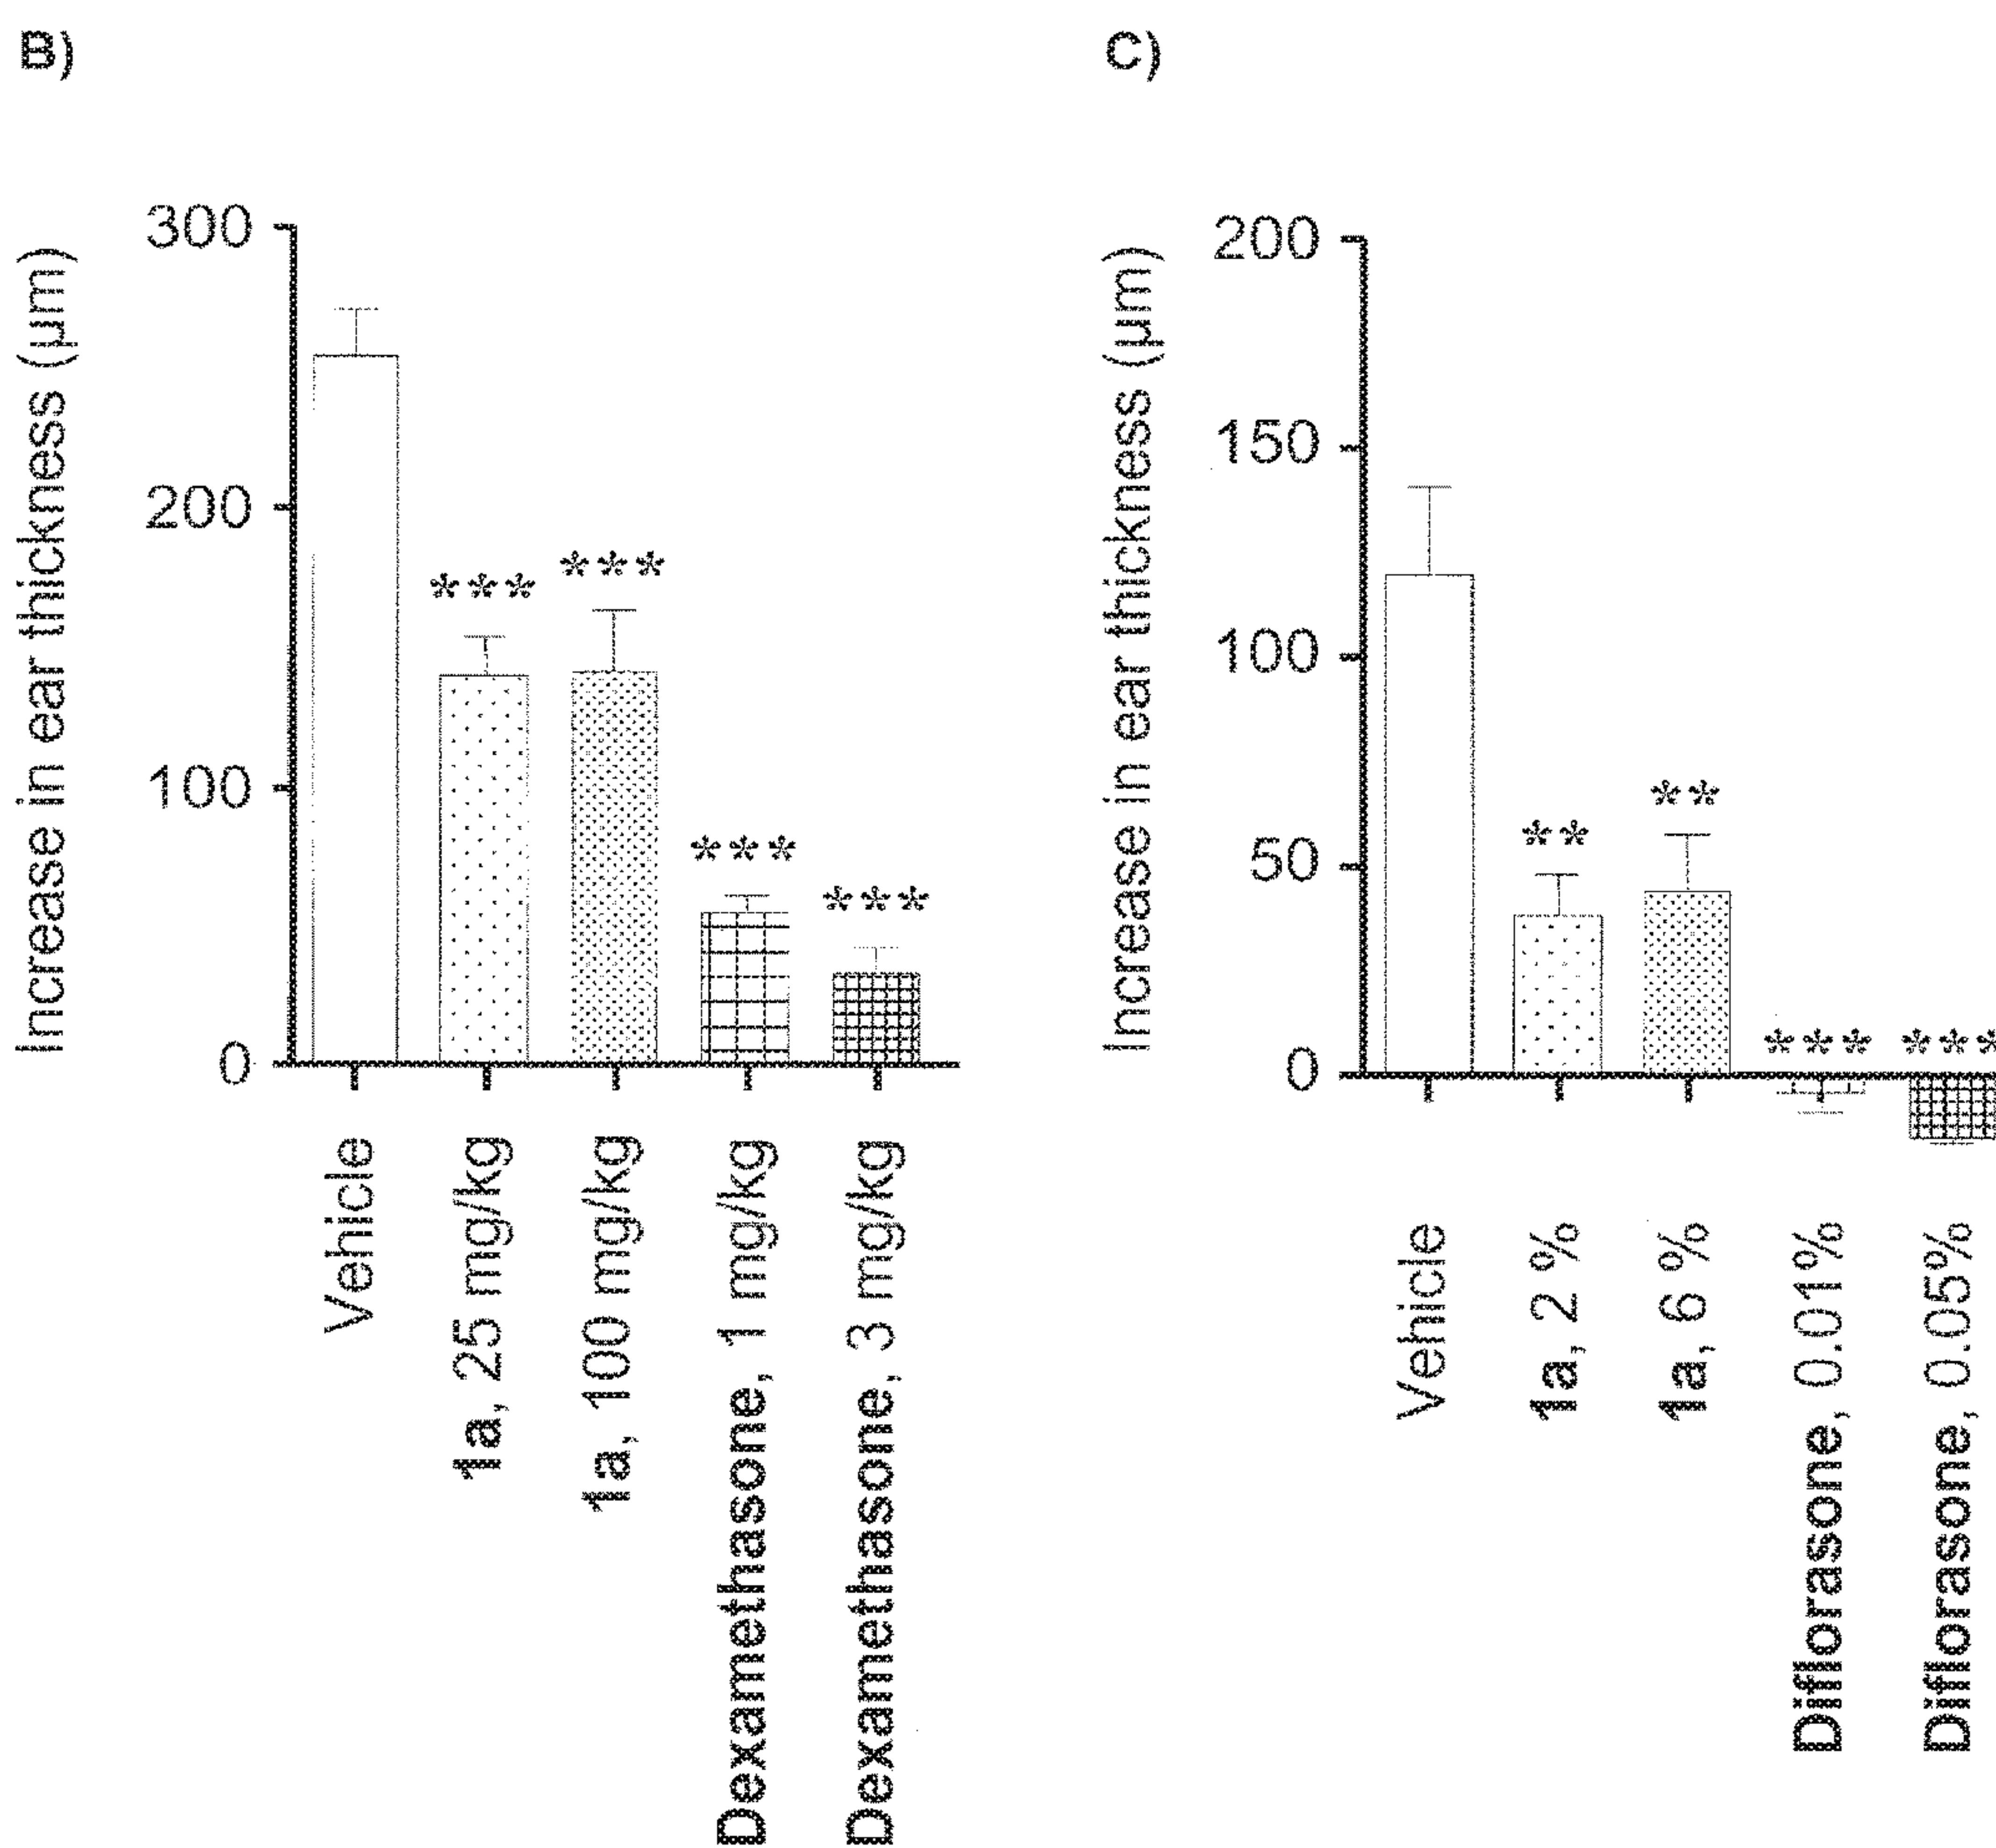 B)
Increase in ear thickness (µm)
300
200
100
0
***
***
***
***
Vehicle
1a, 25 mg/kg
1a, 100 mg/kg
Dexamethasone, 1 mg/kg
Dexamethasone, 3 mg/kg
C)
Increase in ear thickness (µm)
200
150
100
50
0
**
**
***
***
Vehicle
1a, 2 %
1a, 6 %
Diflorasone, 0.01%
Diflorasone, 0.05%